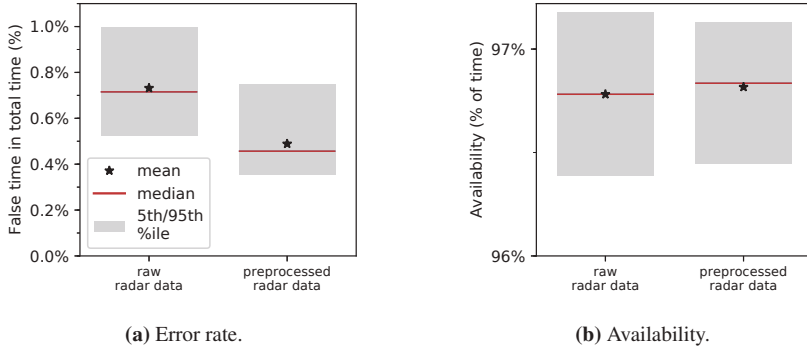 False time in total time (%)
1.0%
0.8%
0.6%
0.4%
0.2%
0.0%
mean
median
5th/95th
%ile
raw
radar data
preprocessed
radar data
(a) Error rate.
Availability (% of time)
97%
96%
raw
radar data
preprocessed
radar data
(b) Availability.